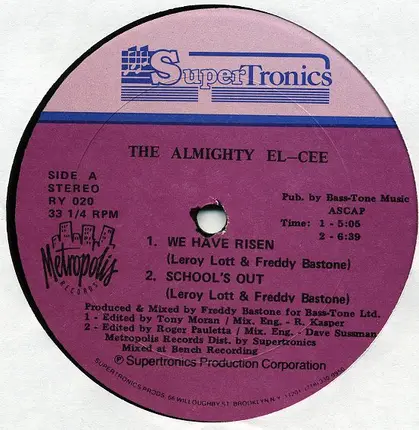 SuperTronics
THE ALMIGHTY EL—CEE
SIDE A
STEREO
RY 020
33 1/4 RPM
Pub. by Bass-Tone Music
ASCAP
Time: 1 - 5:05
2 - 6:39
Metropolis
RECORDS
1. WE HAVE RISEN
(Leroy Lott & Freddy Bastone)
2. SCHOOL'S OUT
(Leroy Lott & Freddy Bastone)
Produced & Mixed by Freddy Bastone for Bass-Tone Ltd.
1 - Edited by Tony Moran / Mix. Eng. - R. Kasper
2 - Edited by Roger Pauletta / Mix. Eng. - Dave Sussman
Metropolis Records Dist. by Supertronics
Mixed at Bench Recording
℗ Supertronics Production Corporation
SUPERTRONICS PRODS. 66 WILLOUGHBY ST. BROOKLYN N.Y.